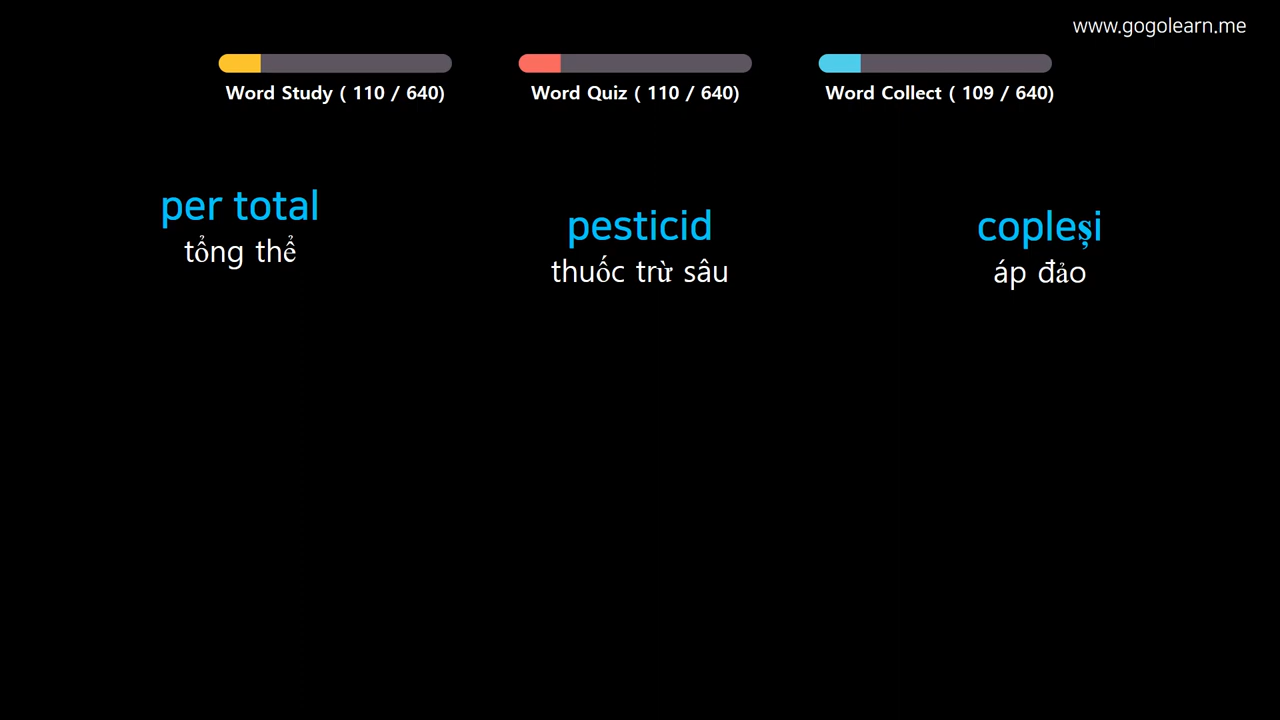 www.gogolearn.me
Word Study ( 110 / 640)
Word Quiz ( 110 / 640)
Word Collect ( 109 / 640)
per total
tổng thể
pesticid
thuốc trừ sâu
copleși
áp đảo